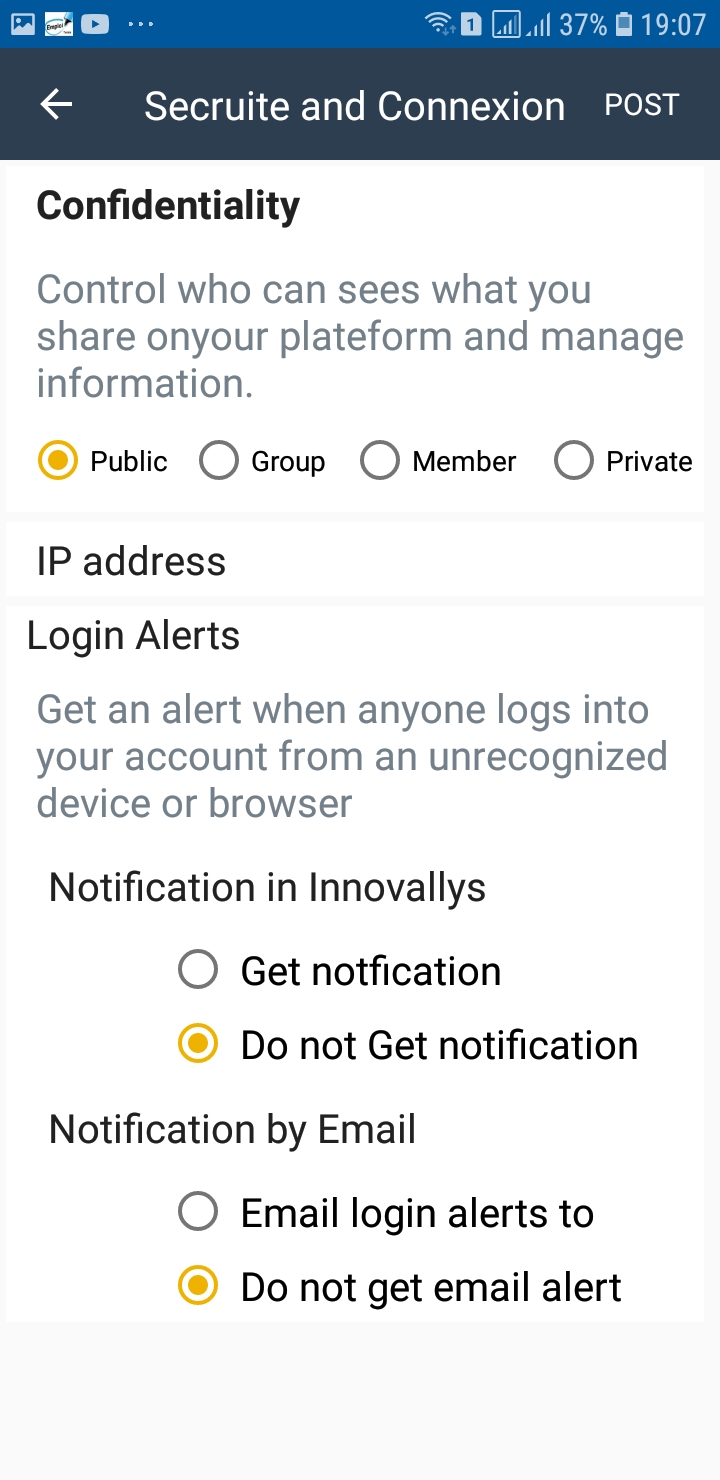 1 37% 19:07
Secruite and Connexion POST
Confidentiality
Control who can sees what you
share onyour plateform and manage
information.
Public Group Member Private
IP address
Login Alerts
Get an alert when anyone logs into
your account from an unrecognized
device or browser
Notification in Innovallys
Get notfication
Do not Get notification
Notification by Email
Email login alerts to
Do not get email alert